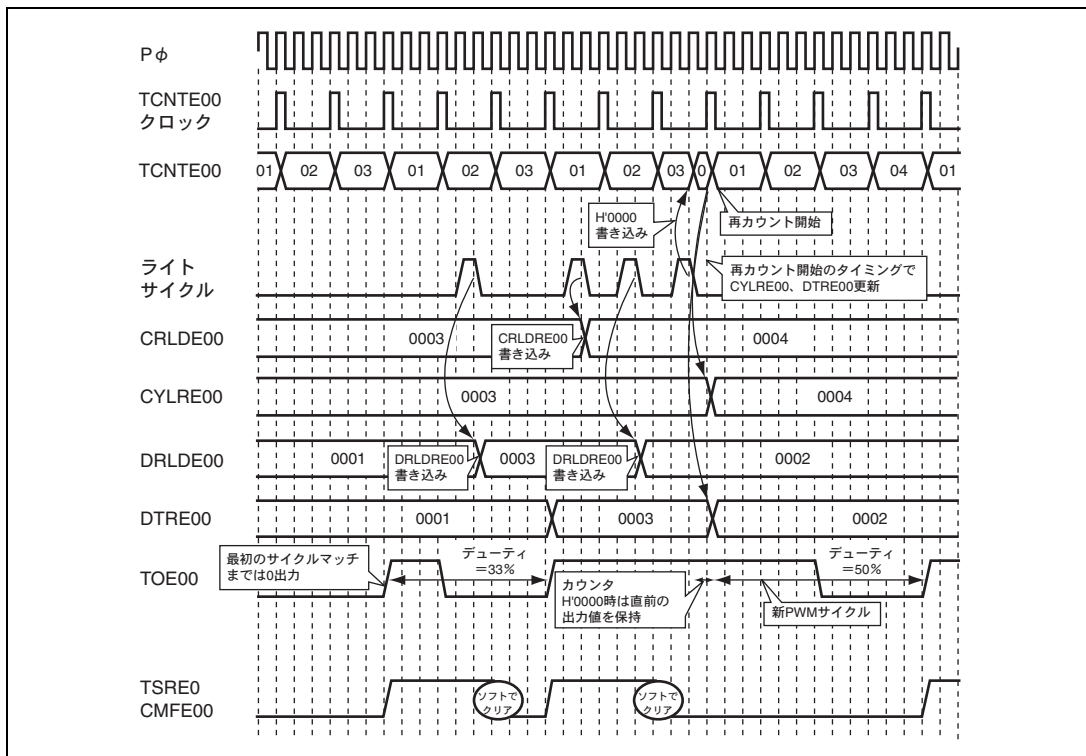 Pφ
TCNTE00
クロック
TCNTE00
01 02 03 01 02 03 01 02 03 0 01 02 03 04 01
H'0000
書き込み
再カウント開始
ライト
サイクル
再カウント開始のタイミングで
CYLRE00、DTRE00更新
CRLDE00
0003
CRLDRE00
書き込み
0004
CYLRE00
0003
0004
DRLDE00
0001
DRLDRE00
書き込み
0003
DRLDRE00
書き込み
0002
DTRE00
0001
0003
0002
TOE00
最初のサイクルマッチ
までは0出力
デューティ
=33%
カウンタ
H'0000時は直前の
出力値を保持
デューティ
=50%
新PWMサイクル
TSRE0
CMFE00
ソフトで
クリア
ソフトで
クリア